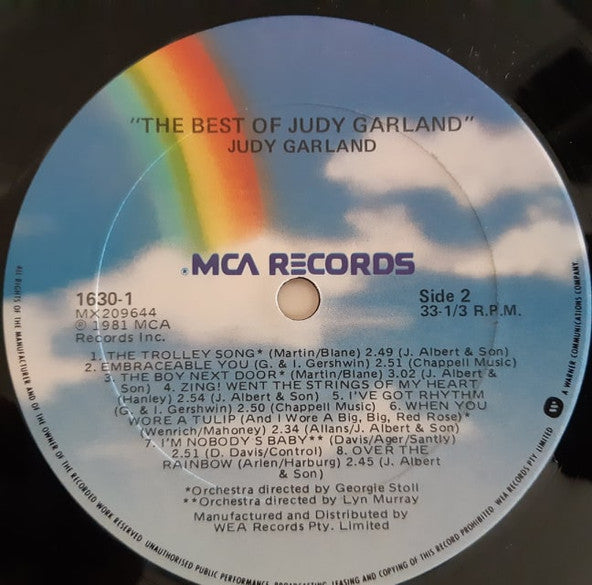 "THE BEST OF JUDY GARLAND"
JUDY GARLAND
MCA RECORDS
1630-1
MX209644
℗ 1981 MCA
Records Inc.
Side 2
33-1/3 R.P.M.
1. THE TROLLEY SONG* (Martin/Blane) 2.49 (J. Albert & Son)
2. EMBRACEABLE YOU (G. & I. Gershwin) 2.51 (Chappell Music)
3. THE BOY NEXT DOOR* (Martin/Blane) 3.02 (J. Albert &
Son) 4. ZING! WENT THE STRINGS OF MY HEART
(Hanley) 2.54 (J. Albert & Son) 5. I'VE GOT RHYTHM
(G. & I. Gershwin) 2.50 (Chappell Music) 6. WHEN YOU
WORE A TULIP (And I Wore A Big, Big, Red Rose)*
(Wenrich/Mahoney) 2.34 (Allans/J. Albert & Son)
7. I'M NOBODY S BABY** (Davis/Ager/Santly)
2.51 (D. Davis/Control) 8. OVER THE
RAINBOW (Arlen/Harburg) 2.45 (J. Albert
& Son)
*Orchestra directed by Georgie Stoll
**Orchestra directed by Lyn Murray
Manufactured and Distributed by
WEA Records Pty. Limited
ALL RIGHTS OF THE MANUFACTURER AND OF THE OWNER OF THE RECORDED WORK RESERVED UNAUTHORISED PUBLIC PERFORMANCE, BROADCASTING, LEASING AND COPYING OF THIS RECORD PROHIBITED WEA RECORDS PTY. LIMITED
A WARNER COMMUNICATIONS COMPANY.